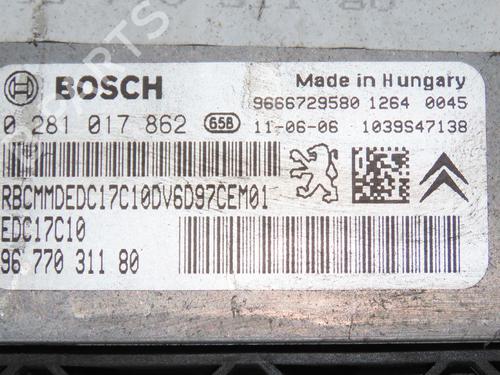 BOSCH
Made in Hungary
9666729580 1264 0045
0 281 017 862 658 11-06-06 1039S47138
RBCMMDEDC17C10DV6D97CEM01
EDC17C10
96 770 311 80